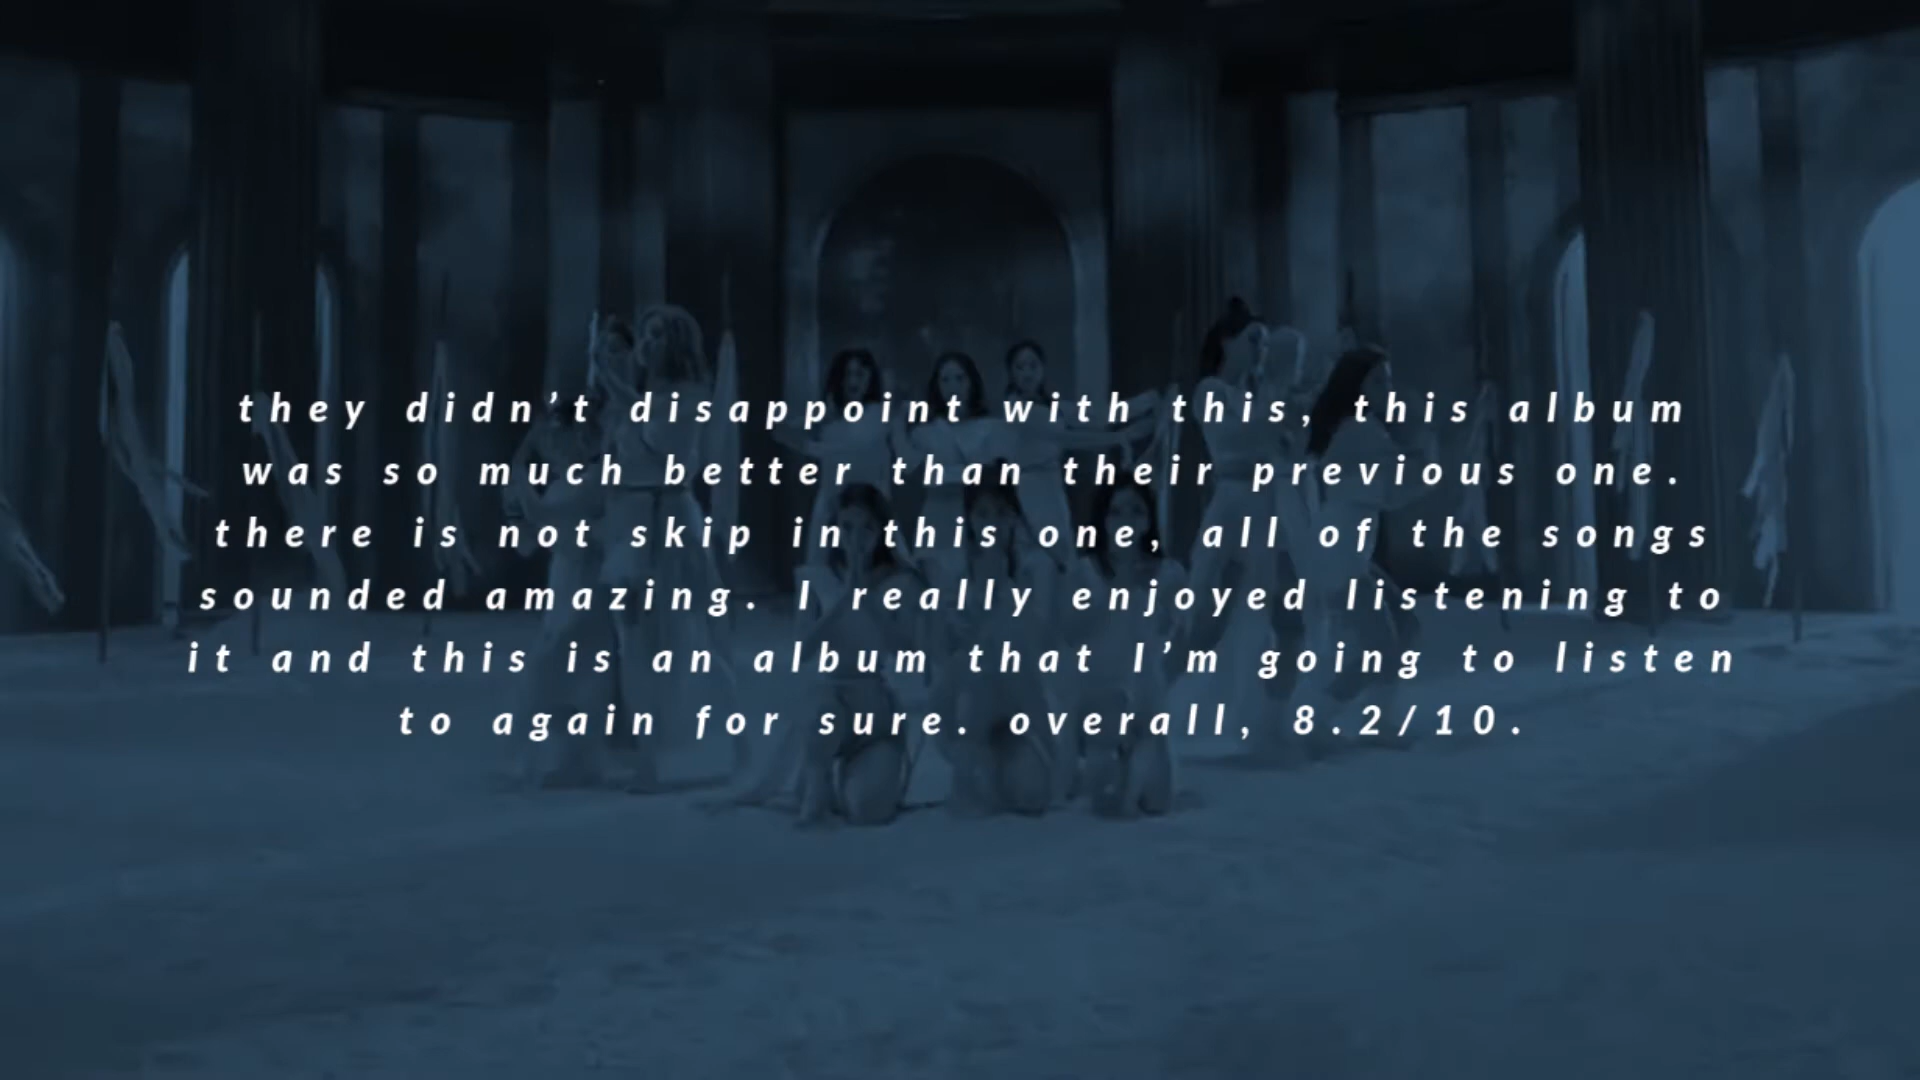 they didn’t disappoint with this, this album
was so much better than their previous one.
there is not skip in this one, all of the songs
sounded amazing. I really enjoyed listening to
it and this is an album that I’m going to listen
to again for sure. overall, 8.2/10.